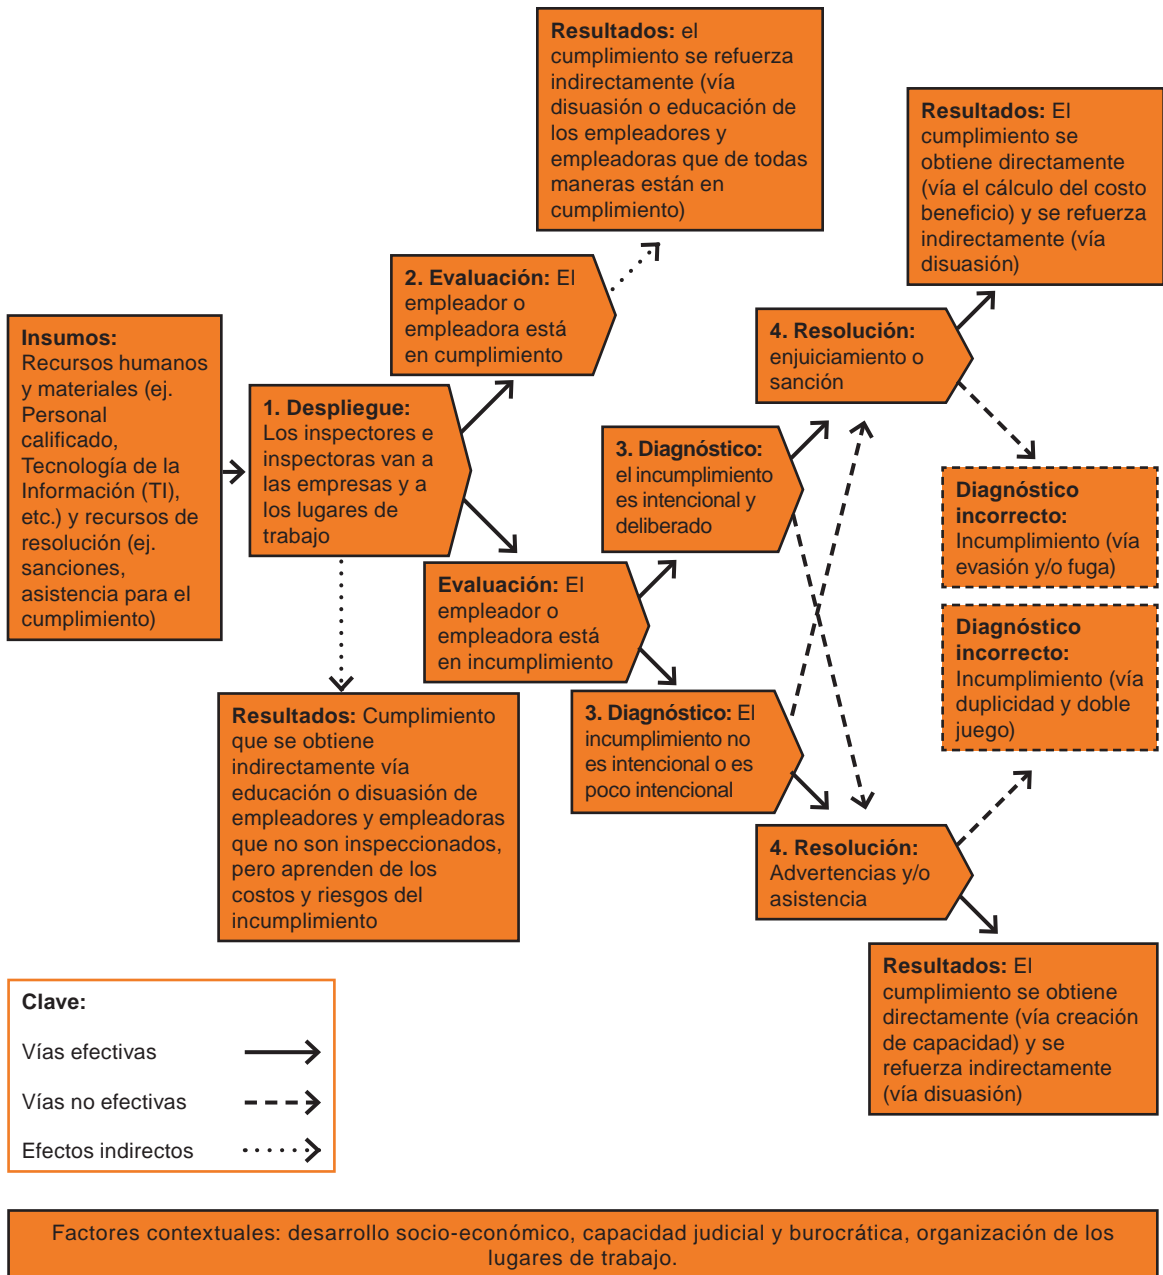 Resultados: el
cumplimiento se refuerza
indirectamente (vía
disuasión o educación de
los empleadores y
empleadoras que de todas
maneras están en
cumplimiento)
Resultados: El
cumplimiento se
obtiene directamente
(vía el cálculo del costo
beneficio) y se refuerza
indirectamente (vía
disuasión)
2. Evaluación: El
empleador o
empleadora está
en cumplimiento
Insumos:
Recursos humanos
y materiales (ej.
Personal
calificado,
Tecnología de la
Información (TI),
etc.) y recursos de
resolución (ej.
sanciones,
asistencia para el
cumplimiento)
1. Despliegue:
Los inspectores e
inspectoras van a
las empresas y a
los lugares de
trabajo
4. Resolución:
enjuiciamiento o
sanción
3. Diagnóstico:
el incumplimiento
es intencional y
deliberado
Diagnóstico
incorrecto:
Incumplimiento (vía
evasión y/o fuga)
Evaluación: El
empleador o
empleadora está
en incumplimiento
Diagnóstico
incorrecto:
Incumplimiento (vía
duplicidad y doble
juego)
Resultados: Cumplimiento
que se obtiene
indirectamente vía
educación o disuasión de
empleadores y empleadoras
que no son inspeccionados,
pero aprenden de los
costos y riesgos del
incumplimiento
3. Diagnóstico: El
incumplimiento no
es intencional o es
poco intencional
4. Resolución:
Advertencias y/o
asistencia
Resultados: El
cumplimiento se obtiene
directamente (vía creación
de capacidad) y se
refuerza indirectamente
(vía disuasión)
Clave:
Vías efectivas
Vías no efectivas
Efectos indirectos
Factores contextuales: desarrollo socio-económico, capacidad judicial y burocrática, organización de los
lugares de trabajo.